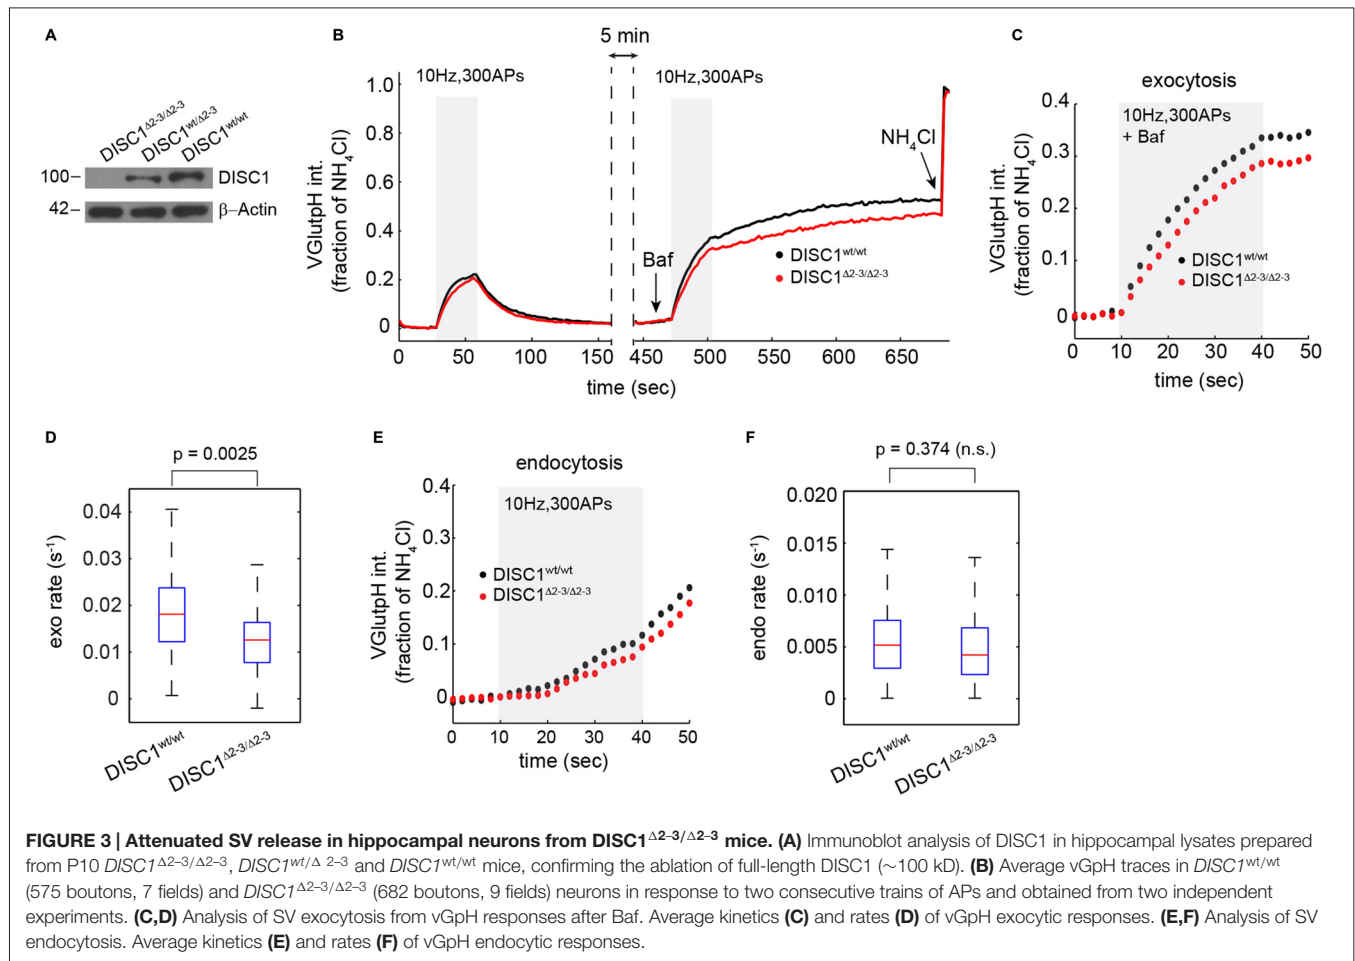 A
DISC1Δ2-3/Δ2-3
DISC1wt/Δ2-3
DISC1wt/wt
100–
DISC1
42–
β–Actin
B
5 min
10Hz,300APs
10Hz,300APs
VGlutpH int.
(fraction of NH4Cl)
1.0
0.8
0.6
0.4
0.2
0
NH4Cl
Baf
DISC1wt/wt
DISC1Δ2-3/Δ2-3
0
50
100
150
450
500
550
600
650
time (sec)
C
exocytosis
10Hz,300APs
+ Baf
VGlutpH int.
(fraction of NH4Cl)
0.4
0.3
0.2
0.1
0
DISC1wt/wt
DISC1Δ2-3/Δ2-3
0
10
20
30
40
50
time (sec)
D
p = 0.0025
exo rate (s-1)
0.04
0.03
0.02
0.01
0
DISC1wt/wt
DISC1Δ2-3/Δ2-3
E
endocytosis
10Hz,300APs
VGlutpH int.
(fraction of NH4Cl)
0.4
0.3
0.2
0.1
0
DISC1wt/wt
DISC1Δ2-3/Δ2-3
0
10
20
30
40
50
time (sec)
F
p = 0.374 (n.s.)
endo rate (s-1)
0.020
0.015
0.010
0.005
0
DISC1wt/wt
DISC1Δ2-3/Δ2-3
FIGURE 3 | Attenuated SV release in hippocampal neurons from DISC1Δ2–3/Δ2–3 mice. (A) Immunoblot analysis of DISC1 in hippocampal lysates prepared
from P10 DISC1Δ2–3/Δ2–3, DISC1wt/Δ 2–3 and DISC1wt/wt mice, confirming the ablation of full-length DISC1 (∼100 kD). (B) Average vGpH traces in DISC1wt/wt
(575 boutons, 7 fields) and DISC1Δ2–3/Δ2–3 (682 boutons, 9 fields) neurons in response to two consecutive trains of APs and obtained from two independent
experiments. (C,D) Analysis of SV exocytosis from vGpH responses after Baf. Average kinetics (C) and rates (D) of vGpH exocytic responses. (E,F) Analysis of SV
endocytosis. Average kinetics (E) and rates (F) of vGpH endocytic responses.